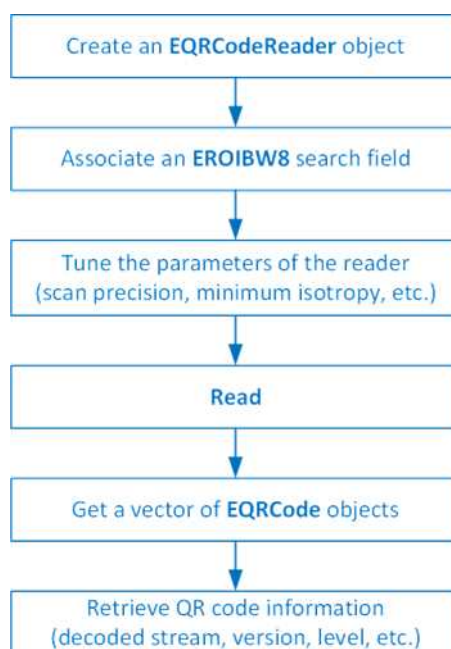 Create an EQRCodeReader object
Associate an EROIBW8 search field
Tune the parameters of the reader
(scan precision, minimum isotropy, etc.)
Read
Get a vector of EQRCode objects
Retrieve QR code information
(decoded stream, version, level, etc.)